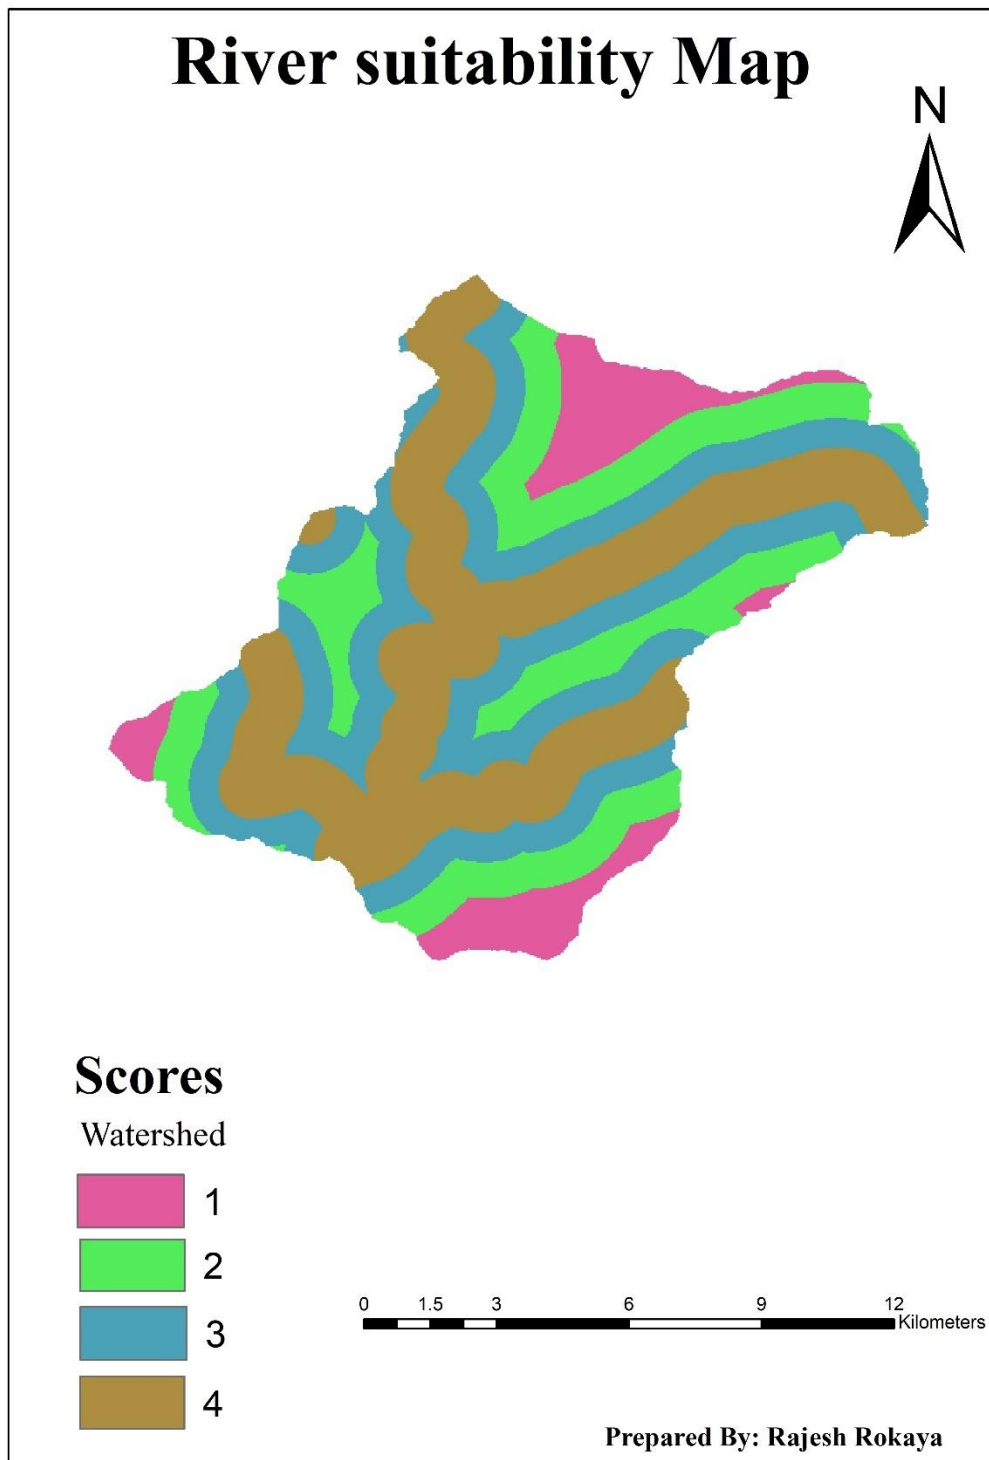 River suitability Map
N
Scores
Watershed
1
2
3
4
0 1.5 3 6 9 12
Kilometers
Prepared By: Rajesh Rokaya